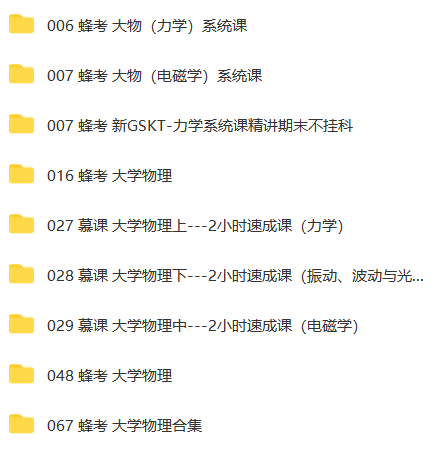 006 蜂考 大物（力学）系统课
007 蜂考 大物（电磁学）系统课
007 蜂考 新GSKT-力学系统课精讲期末不挂科
016 蜂考 大学物理
027 慕课 大学物理上---2小时速成课（力学）
028 慕课 大学物理下---2小时速成课（振动、波动与光...
029 慕课 大学物理中---2小时速成课（电磁学）
048 蜂考 大学物理
067 蜂考 大学物理合集